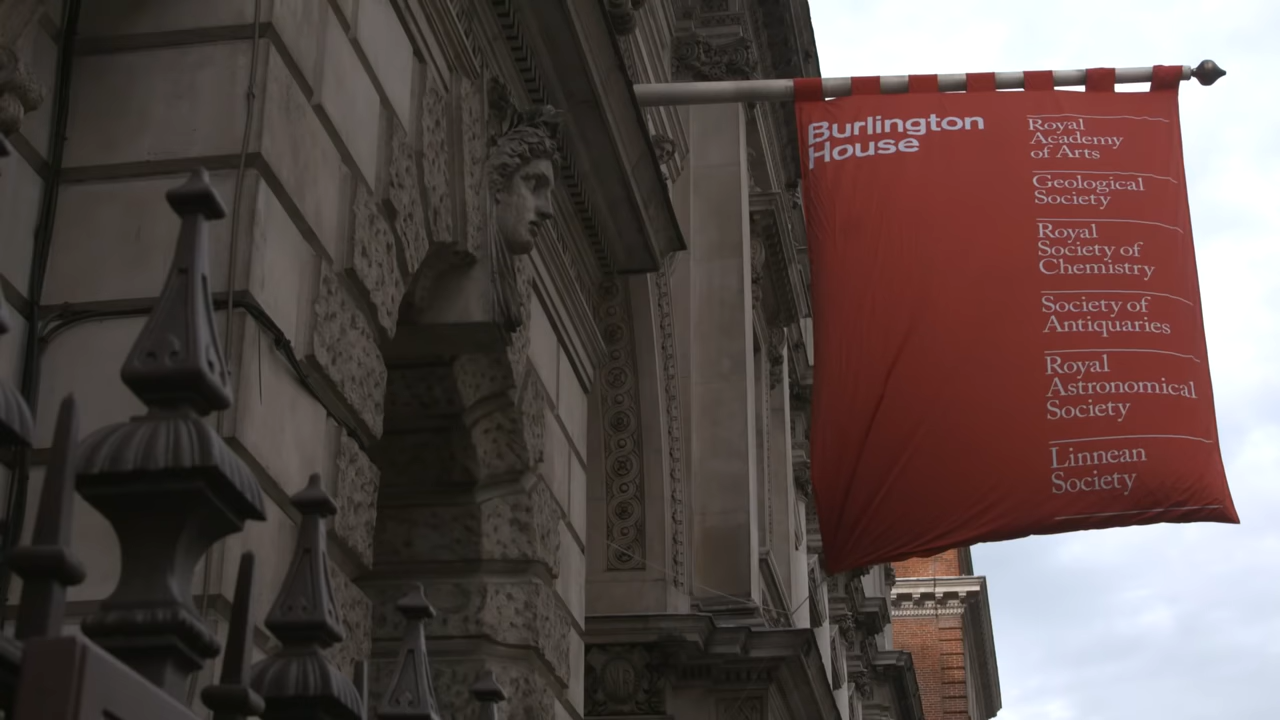 Burlington
House
Royal
Academy
of Arts
Geological
Society
Royal
Society of
Chemistry
Society of
Antiquaries
Royal
Astronomical
Society
Linnean
Society